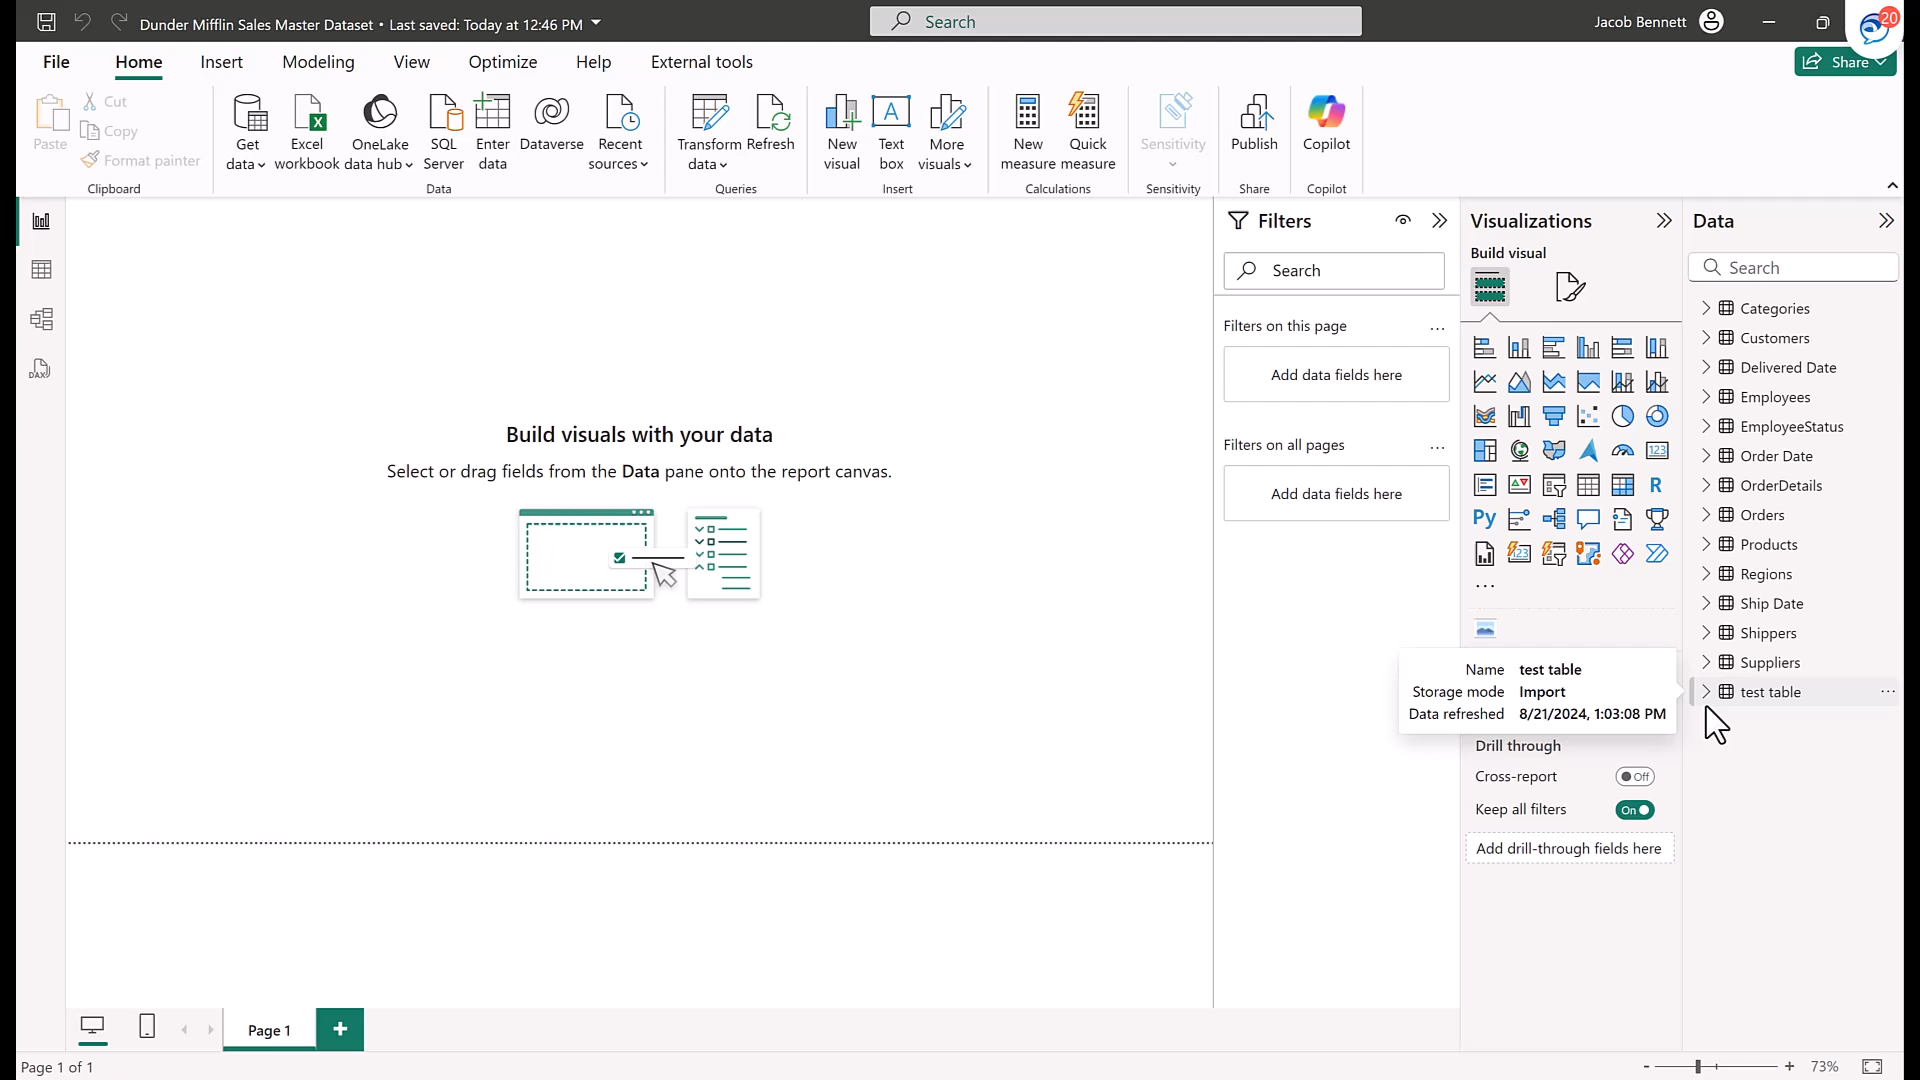 Dunder Mifflin Sales Master Dataset • Last saved: Today at 12:46 PM
Search
Jacob Bennett
20
File
Home
Insert
Modeling
View
Optimize
Help
External tools
Share
Paste
Cut
Copy
Format painter
Clipboard
Get data
Excel workbook
OneLake data hub
SQL Server
Enter data
Dataverse
Recent sources
Data
Transform data
Refresh
Queries
New visual
Text box
More visuals
Insert
New measure
Quick measure
Calculations
Sensitivity
Sensitivity
Publish
Share
Copilot
Copilot
DAX
Build visuals with your data
Select or drag fields from the Data pane onto the report canvas.
Filters
Search
Filters on this page
...
Add data fields here
Filters on all pages
...
Add data fields here
Visualizations
Build visual
123
R
Py
123
...
Name test table
Storage mode Import
Data refreshed 8/21/2024, 1:03:08 PM
Drill through
Cross-report
Off
Keep all filters
On
Add drill-through fields here
Data
Search
Categories
Customers
Delivered Date
Employees
EmployeeStatus
Order Date
OrderDetails
Orders
Products
Regions
Ship Date
Shippers
Suppliers
test table
...
Page 1
+
Page 1 of 1
- + 73%